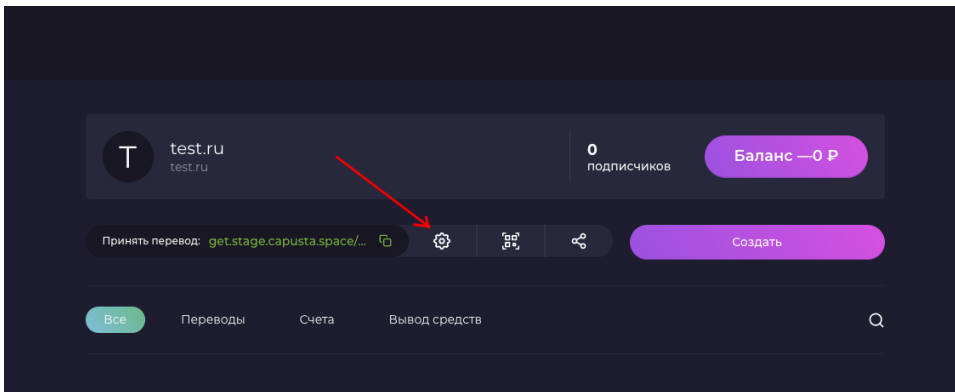 T
test.ru
test.ru
0
подписчиков
Баланс —0 ₽
Принять перевод: get.stage.capusta.space/...
Создать
Все Переводы Счета Вывод средств